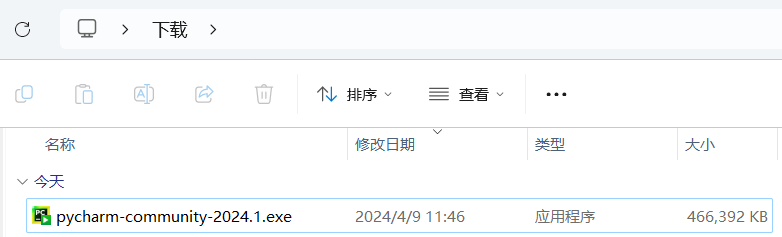 下载
排序 查看
名称 修改日期 类型 大小
今天
pycharm-community-2024.1.exe 2024/4/9 11:46 应用程序 466,392 KB